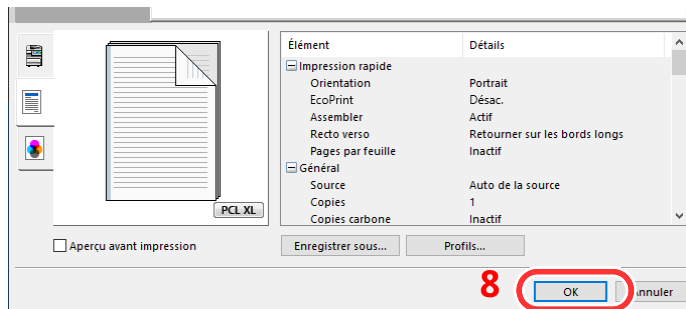 Élément Détails
Impression rapide
Orientation Portrait
EcoPrint Désac.
Assembler Actif
Recto verso Retourner sur les bords longs
Pages par feuille Inactif
Général
Source Auto de la source
Copies 1
Copies carbone Inactif
PCL XL
Aperçu avant impression Enregistrer sous... Profils...
8 OK nnuler